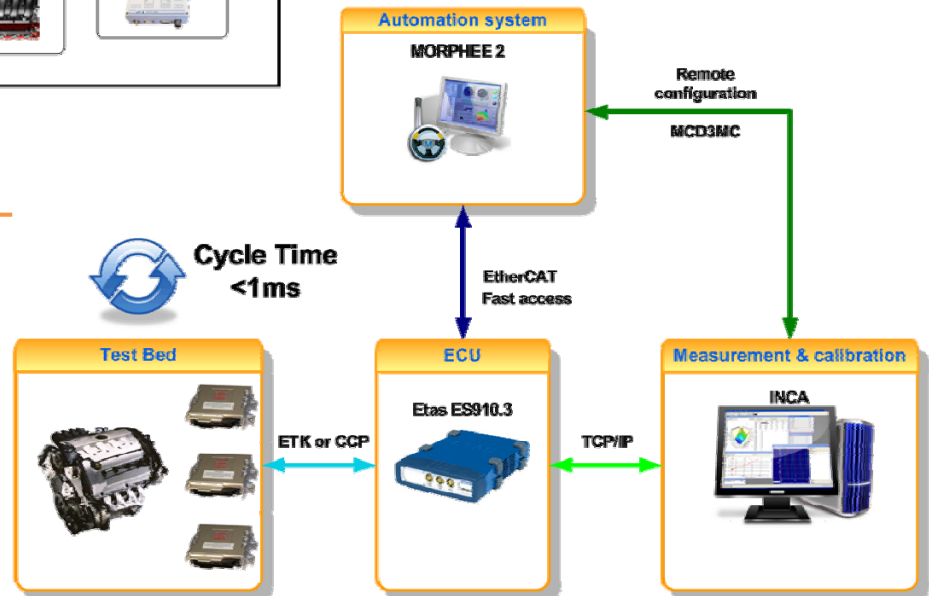 Automation system
MORPHEE 2
Remote
configuration
MCD3MC
Cycle Time
<1ms
EtherCAT
Fast access
Test Bed
ECU
Measurement & calibration
Etas ES910.3
INCA
ETK or CCP
TCP/IP